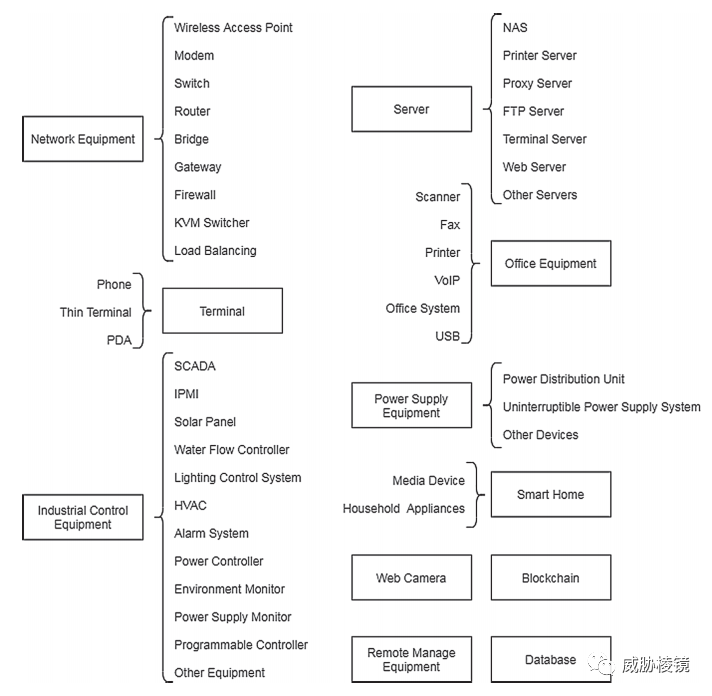 Network Equipment
Wireless Access Point
Modem
Switch
Router
Bridge
Gateway
Firewall
KVM Switcher
Load Balancing
Server
NAS
Printer Server
Proxy Server
FTP Server
Terminal Server
Web Server
Other Servers
Scanner
Fax
Printer
VoIP
Office System
USB
Office Equipment
Phone
Thin Terminal
PDA
Terminal
Industrial Control
Equipment
SCADA
IPMI
Solar Panel
Water Flow Controller
Lighting Control System
HVAC
Alarm System
Power Controller
Environment Monitor
Power Supply Monitor
Programmable Controller
Other Equipment
Power Supply
Equipment
Power Distribution Unit
Uninterruptible Power Supply System
Other Devices
Media Device
Household Appliances
Smart Home
Web Camera
Blockchain
Remote Manage
Equipment
Database
威胁棱镜